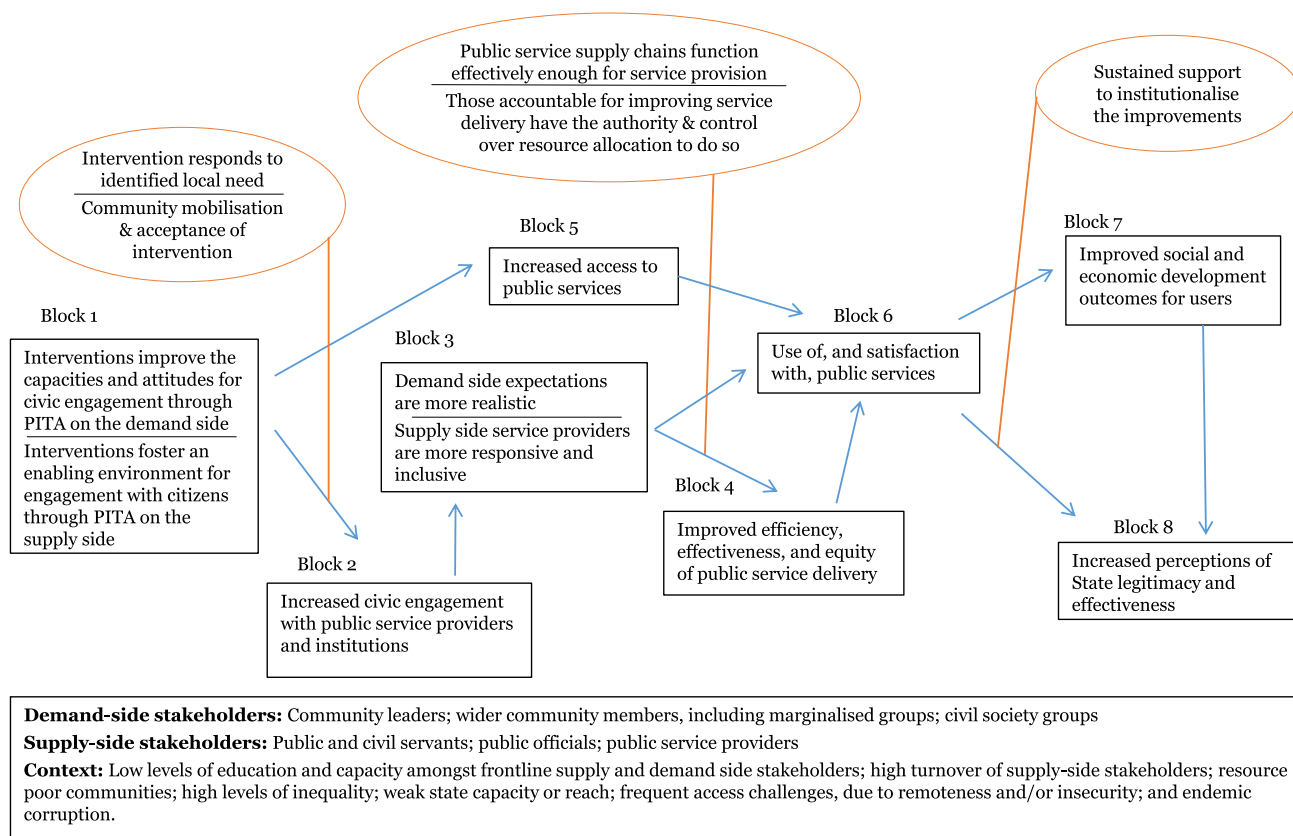 Public service supply chains function
effectively enough for service provision
Those accountable for improving service
delivery have the authority & control
over resource allocation to do so
Sustained support
to institutionalise
the improvements
Intervention responds to
identified local need
Community mobilisation
& acceptance of
intervention
Block 1
Interventions improve the
capacities and attitudes for
civic engagement through
PITA on the demand side
Interventions foster an
enabling environment for
engagement with citizens
through PITA on the
supply side
Block 2
Increased civic engagement
with public service providers
and institutions
Block 3
Demand side expectations
are more realistic
Supply side service providers
are more responsive and
inclusive
Block 4
Improved efficiency,
effectiveness, and equity
of public service delivery
Block 5
Increased access to
public services
Block 6
Use of, and satisfaction
with, public services
Block 7
Improved social and
economic development
outcomes for users
Block 8
Increased perceptions of
State legitimacy and
effectiveness
Demand-side stakeholders: Community leaders; wider community members, including marginalised groups; civil society groups
Supply-side stakeholders: Public and civil servants; public officials; public service providers
Context: Low levels of education and capacity amongst frontline supply and demand side stakeholders; high turnover of supply-side stakeholders; resource
poor communities; high levels of inequality; weak state capacity or reach; frequent access challenges, due to remoteness and/or insecurity; and endemic
corruption.